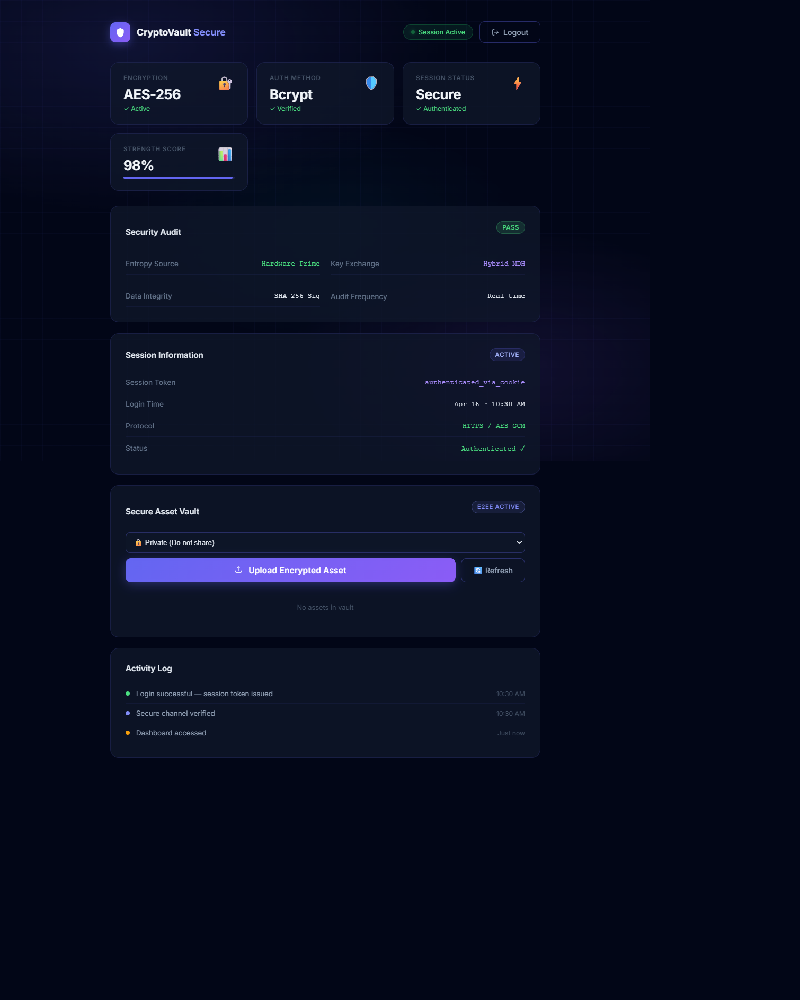 CryptoVault Secure
Session Active
Logout
ENCRYPTION
AES-256
✓ Active
AUTH METHOD
Bcrypt
✓ Verified
SESSION STATUS
Secure
✓ Authenticated
STRENGTH SCORE
98%
Security Audit
PASS
Entropy Source Hardware Prime
Key Exchange Hybrid MDH
Data Integrity SHA-256 Sig
Audit Frequency Real-time
Session Information
ACTIVE
Session Token authenticated_via_cookie
Login Time Apr 16 · 10:30 AM
Protocol HTTPS / AES-GCM
Status Authenticated ✓
Secure Asset Vault
E2EE ACTIVE
🔒 Private (Do not share)
Upload Encrypted Asset
🔄 Refresh
No assets in vault
Activity Log
Login successful — session token issued 10:30 AM
Secure channel verified 10:30 AM
Dashboard accessed Just now